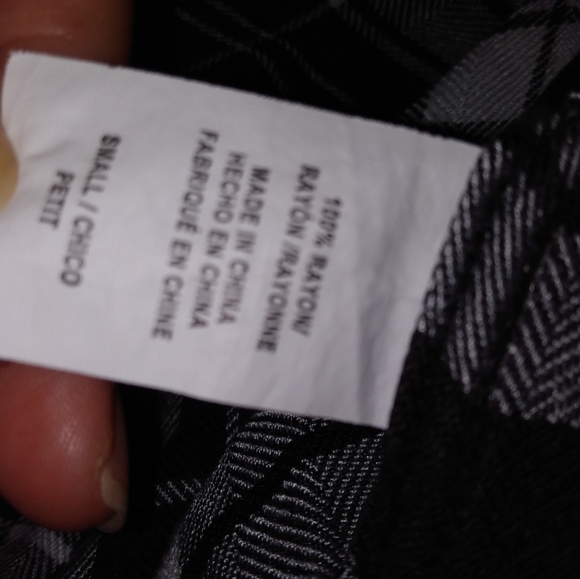 100% RAYON/
RAYÓN /RAYONNE
MADE IN CHINA
HECHO EN CHINA
FABRIQUÉ EN CHINE
SMALL / CHICO
PETIT